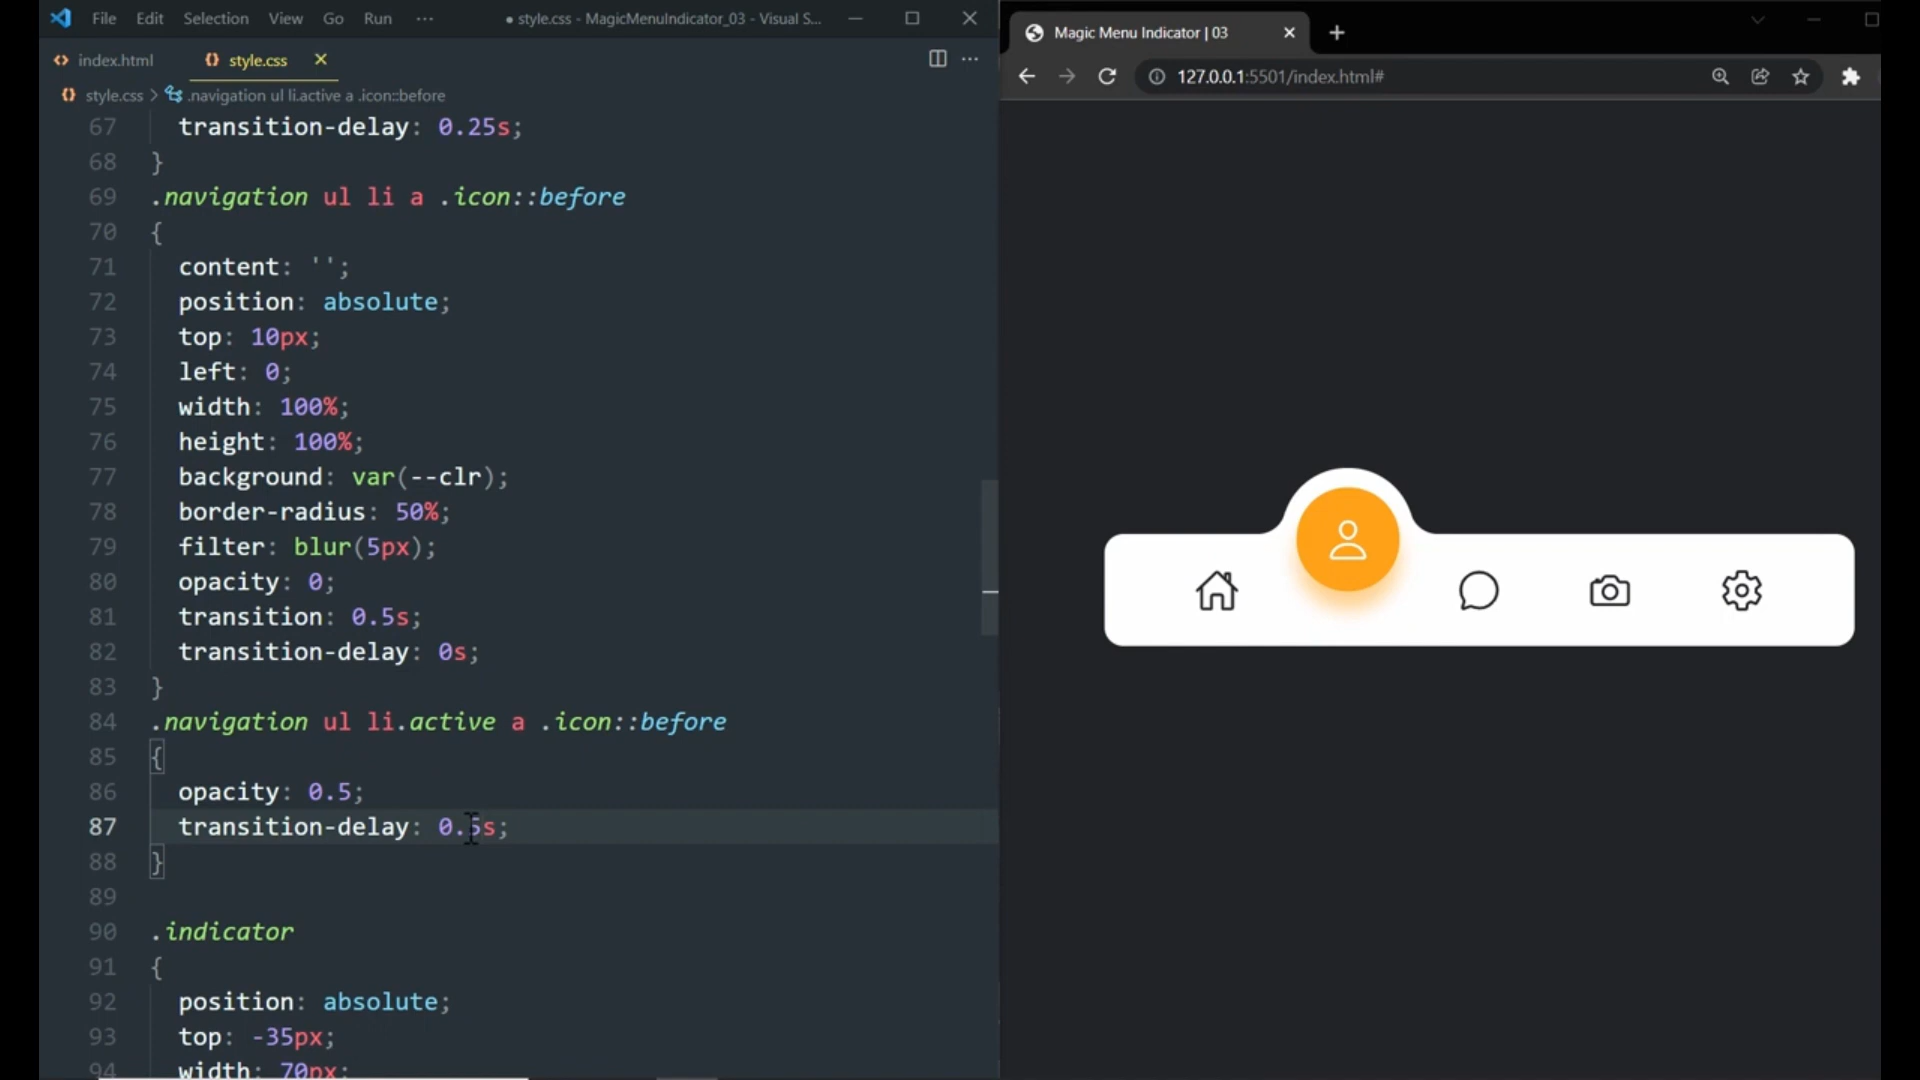 File Edit Selection View Go Run ···
● style.css - MagicMenuIndicator_03 - Visual S...
index.html
style.css
style.css > .navigation ul li.active a .icon::before
67 transition-delay: 0.25s;
68 }
69 .navigation ul li a .icon::before
70 {
71 content: '';
72 position: absolute;
73 top: 10px;
74 left: 0;
75 width: 100%;
76 height: 100%;
77 background: var(--clr);
78 border-radius: 50%;
79 filter: blur(5px);
80 opacity: 0;
81 transition: 0.5s;
82 transition-delay: 0s;
83 }
84 .navigation ul li.active a .icon::before
85 {
86 opacity: 0.5;
87 transition-delay: 0.5s;
88 }
89
90 .indicator
91 {
92 position: absolute;
93 top: -35px;
94 width: 70px;
Magic Menu Indicator | 03
127.0.0.1:5501/index.html#